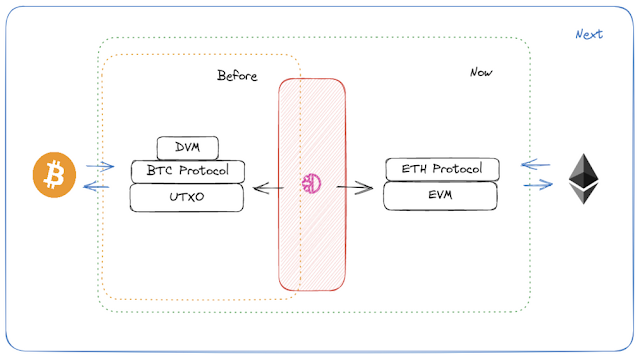 Next
Before
Now
DVM
BTC Protocol
UTXO
ETH Protocol
EVM